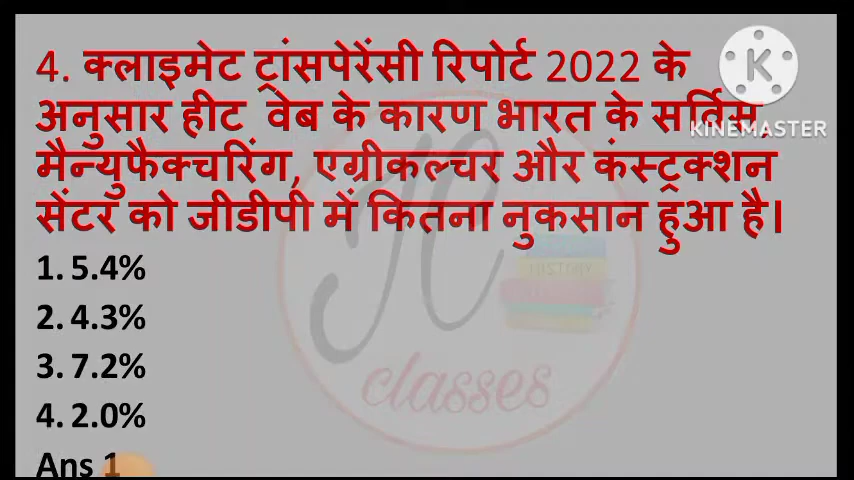 4. क्लाइमेट ट्रांसपेरेंसी रिपोर्ट 2022 के
अनुसार हीट वेब के कारण भारत के सर्विस,
मैन्युफैक्चरिंग, एग्रीकल्चर और कंस्ट्रक्शन
सेंटर को जीडीपी में कितना नुकसान हुआ है।
1. 5.4%
2. 4.3%
3. 7.2%
4. 2.0%
Ans 1
K
KINEMASTER
HISTORY
classes